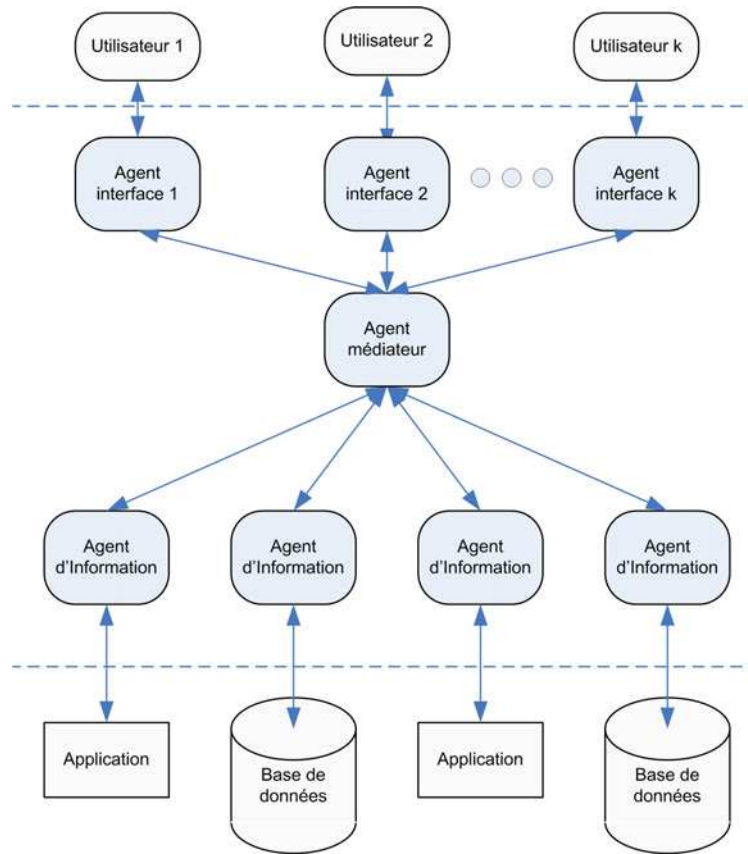 Utilisateur 1
Utilisateur 2
Utilisateur k
Agent
interface 1
Agent
interface 2
Agent
interface k
Agent
médiateur
Agent
d'Information
Agent
d'Information
Agent
d'Information
Agent
d'Information
Application
Base de
données
Application
Base de
données